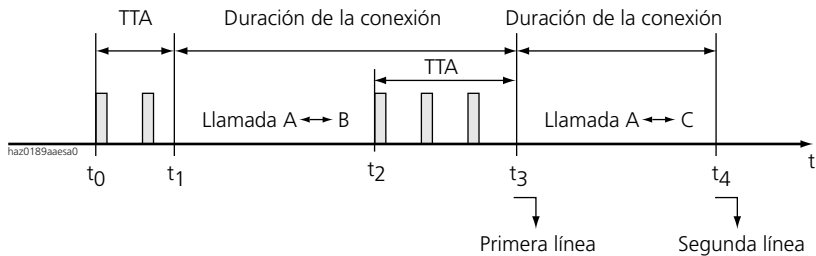 TTA
Duración de la conexión
Duración de la conexión
TTA
Llamada A B
Llamada A C
haz0189aaesa0
t
t0
t1
t2
t3
t4
Primera línea
Segunda línea